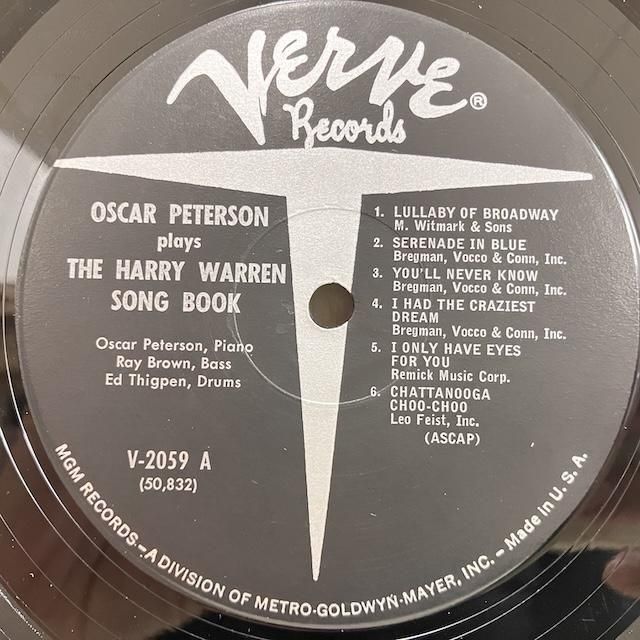 VERVE ®
Records
OSCAR PETERSON
plays
THE HARRY WARREN
SONG BOOK
Oscar Peterson, Piano
Ray Brown, Bass
Ed Thigpen, Drums
V-2059 A
(50,832)
1. LULLABY OF BROADWAY
M. Witmark & Sons
2. SERENADE IN BLUE
Bregman, Vocco & Conn, Inc.
3. YOU'LL NEVER KNOW
Bregman, Vocco & Conn, Inc.
4. I HAD THE CRAZIEST
DREAM
Bregman, Vocco & Conn, Inc.
5. I ONLY HAVE EYES
FOR YOU
Remick Music Corp.
6. CHATTANOOGA
CHOO-CHOO
Leo Feist, Inc.
(ASCAP)
MGM RECORDS—A DIVISION OF METRO-GOLDWYN-MAYER, INC. – Made in U. S. A.